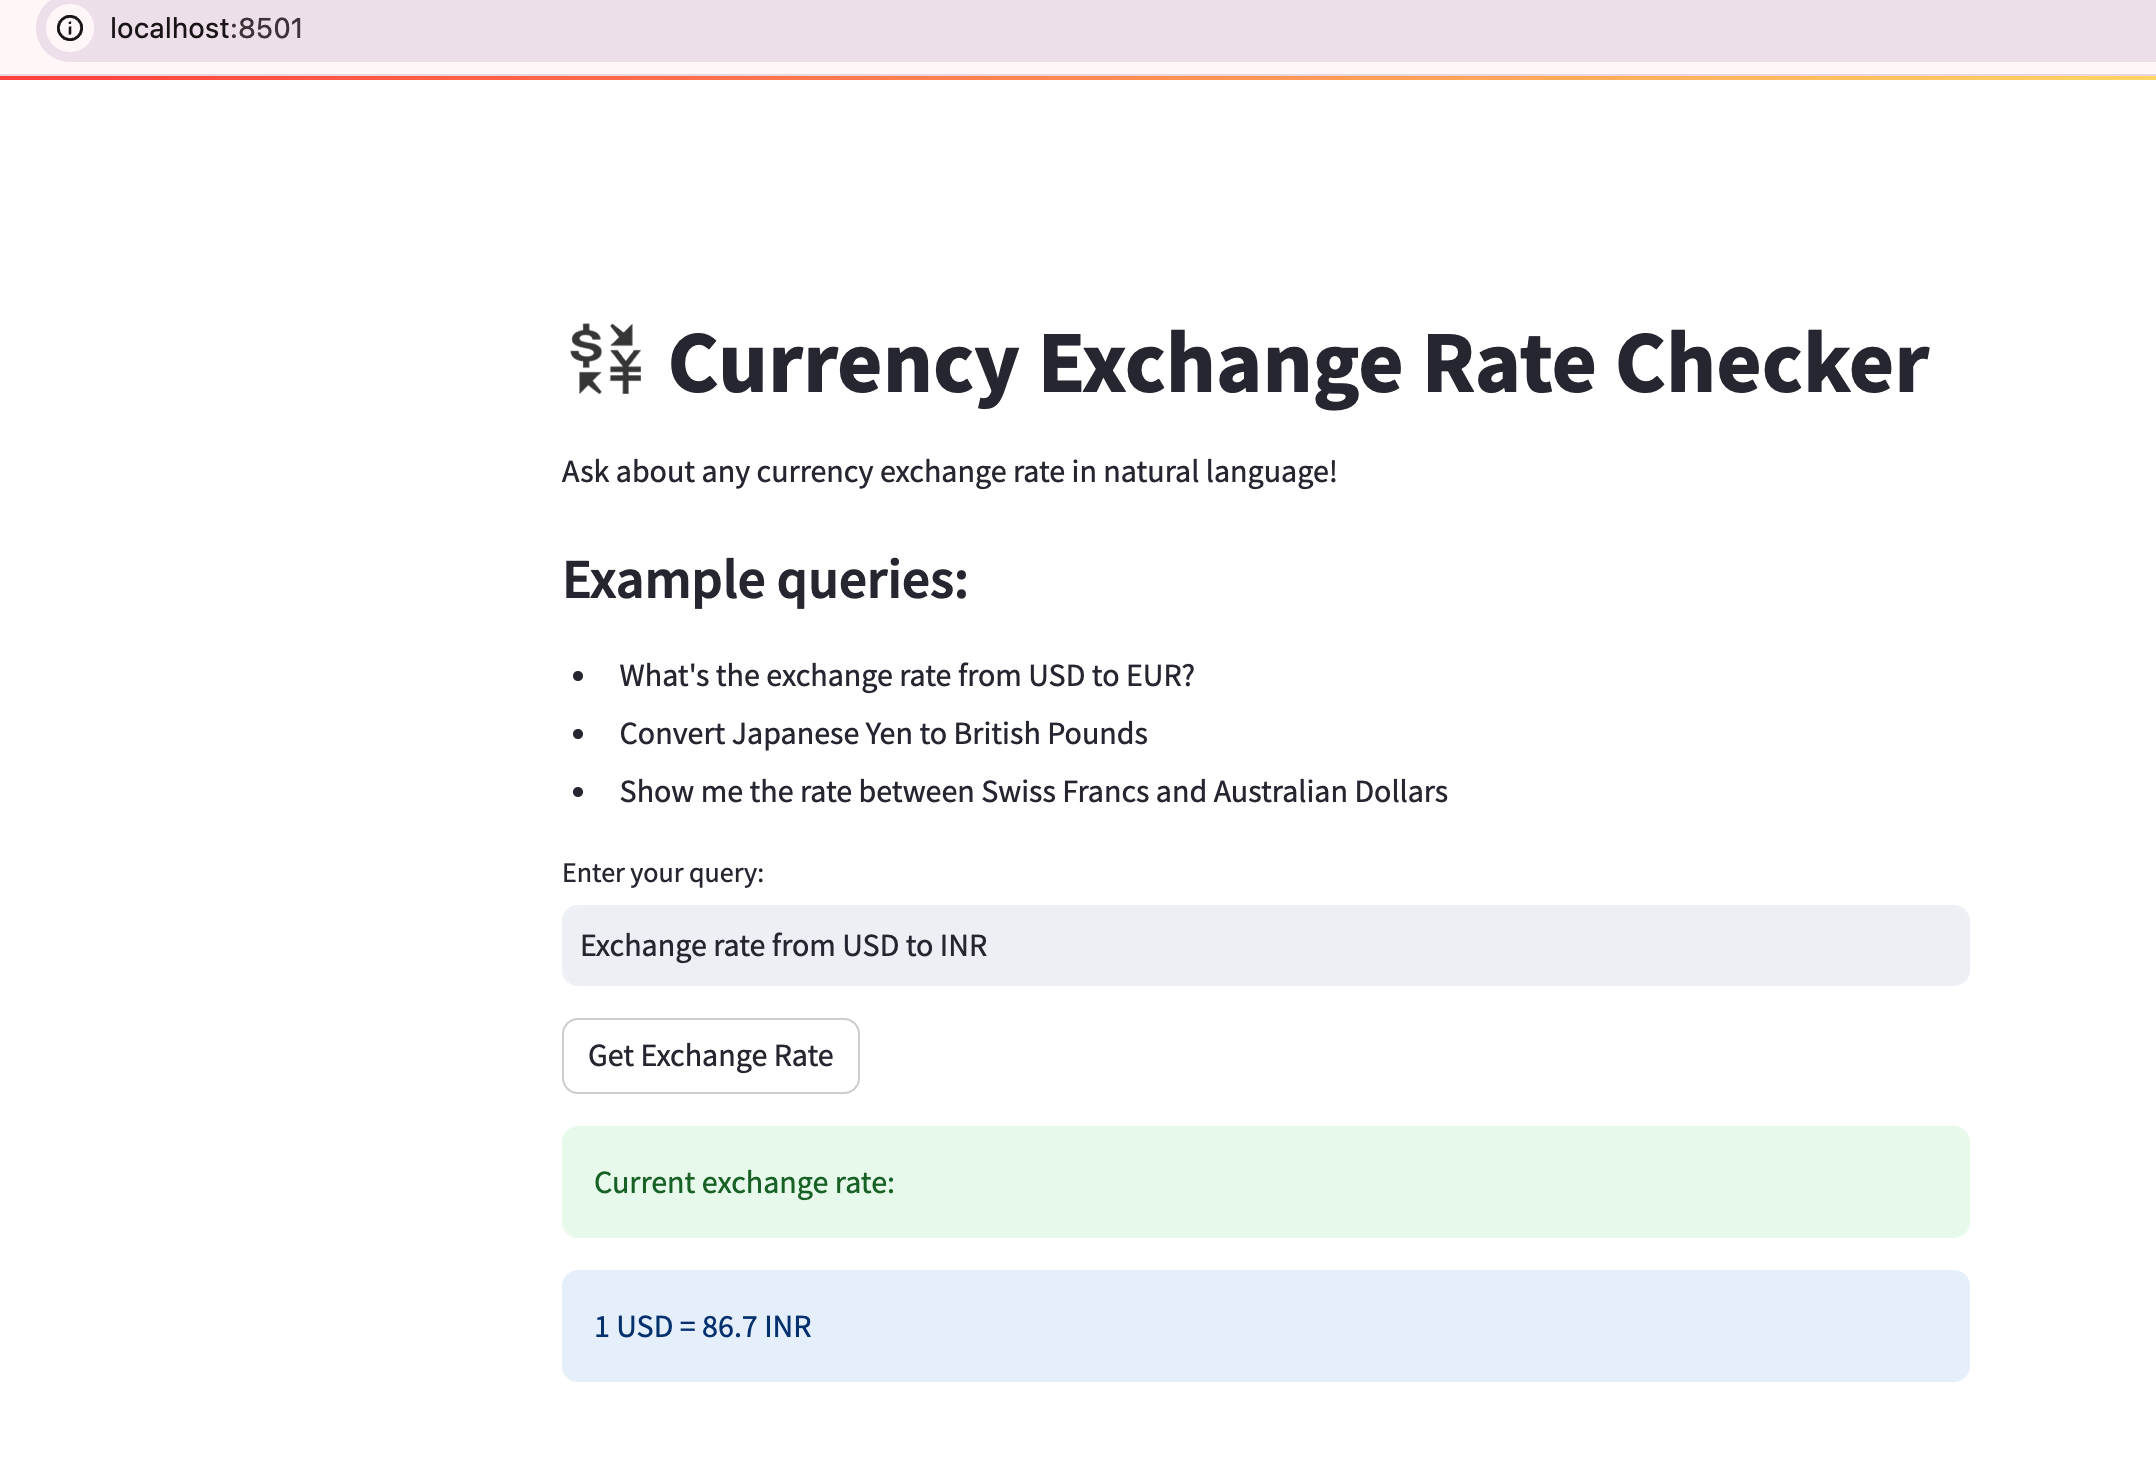 localhost:8501
Currency Exchange Rate Checker
Ask about any currency exchange rate in natural language!
Example queries:
• What's the exchange rate from USD to EUR?
• Convert Japanese Yen to British Pounds
• Show me the rate between Swiss Francs and Australian Dollars
Enter your query:
Exchange rate from USD to INR
Get Exchange Rate
Current exchange rate:
1 USD = 86.7 INR